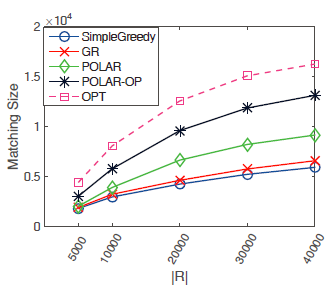 ×10⁴
2
1.5
1
0.5
0
Matching Size
SimpleGreedy
GR
POLAR
POLAR-OP
OPT
5000
10000
20000
30000
40000
|R|